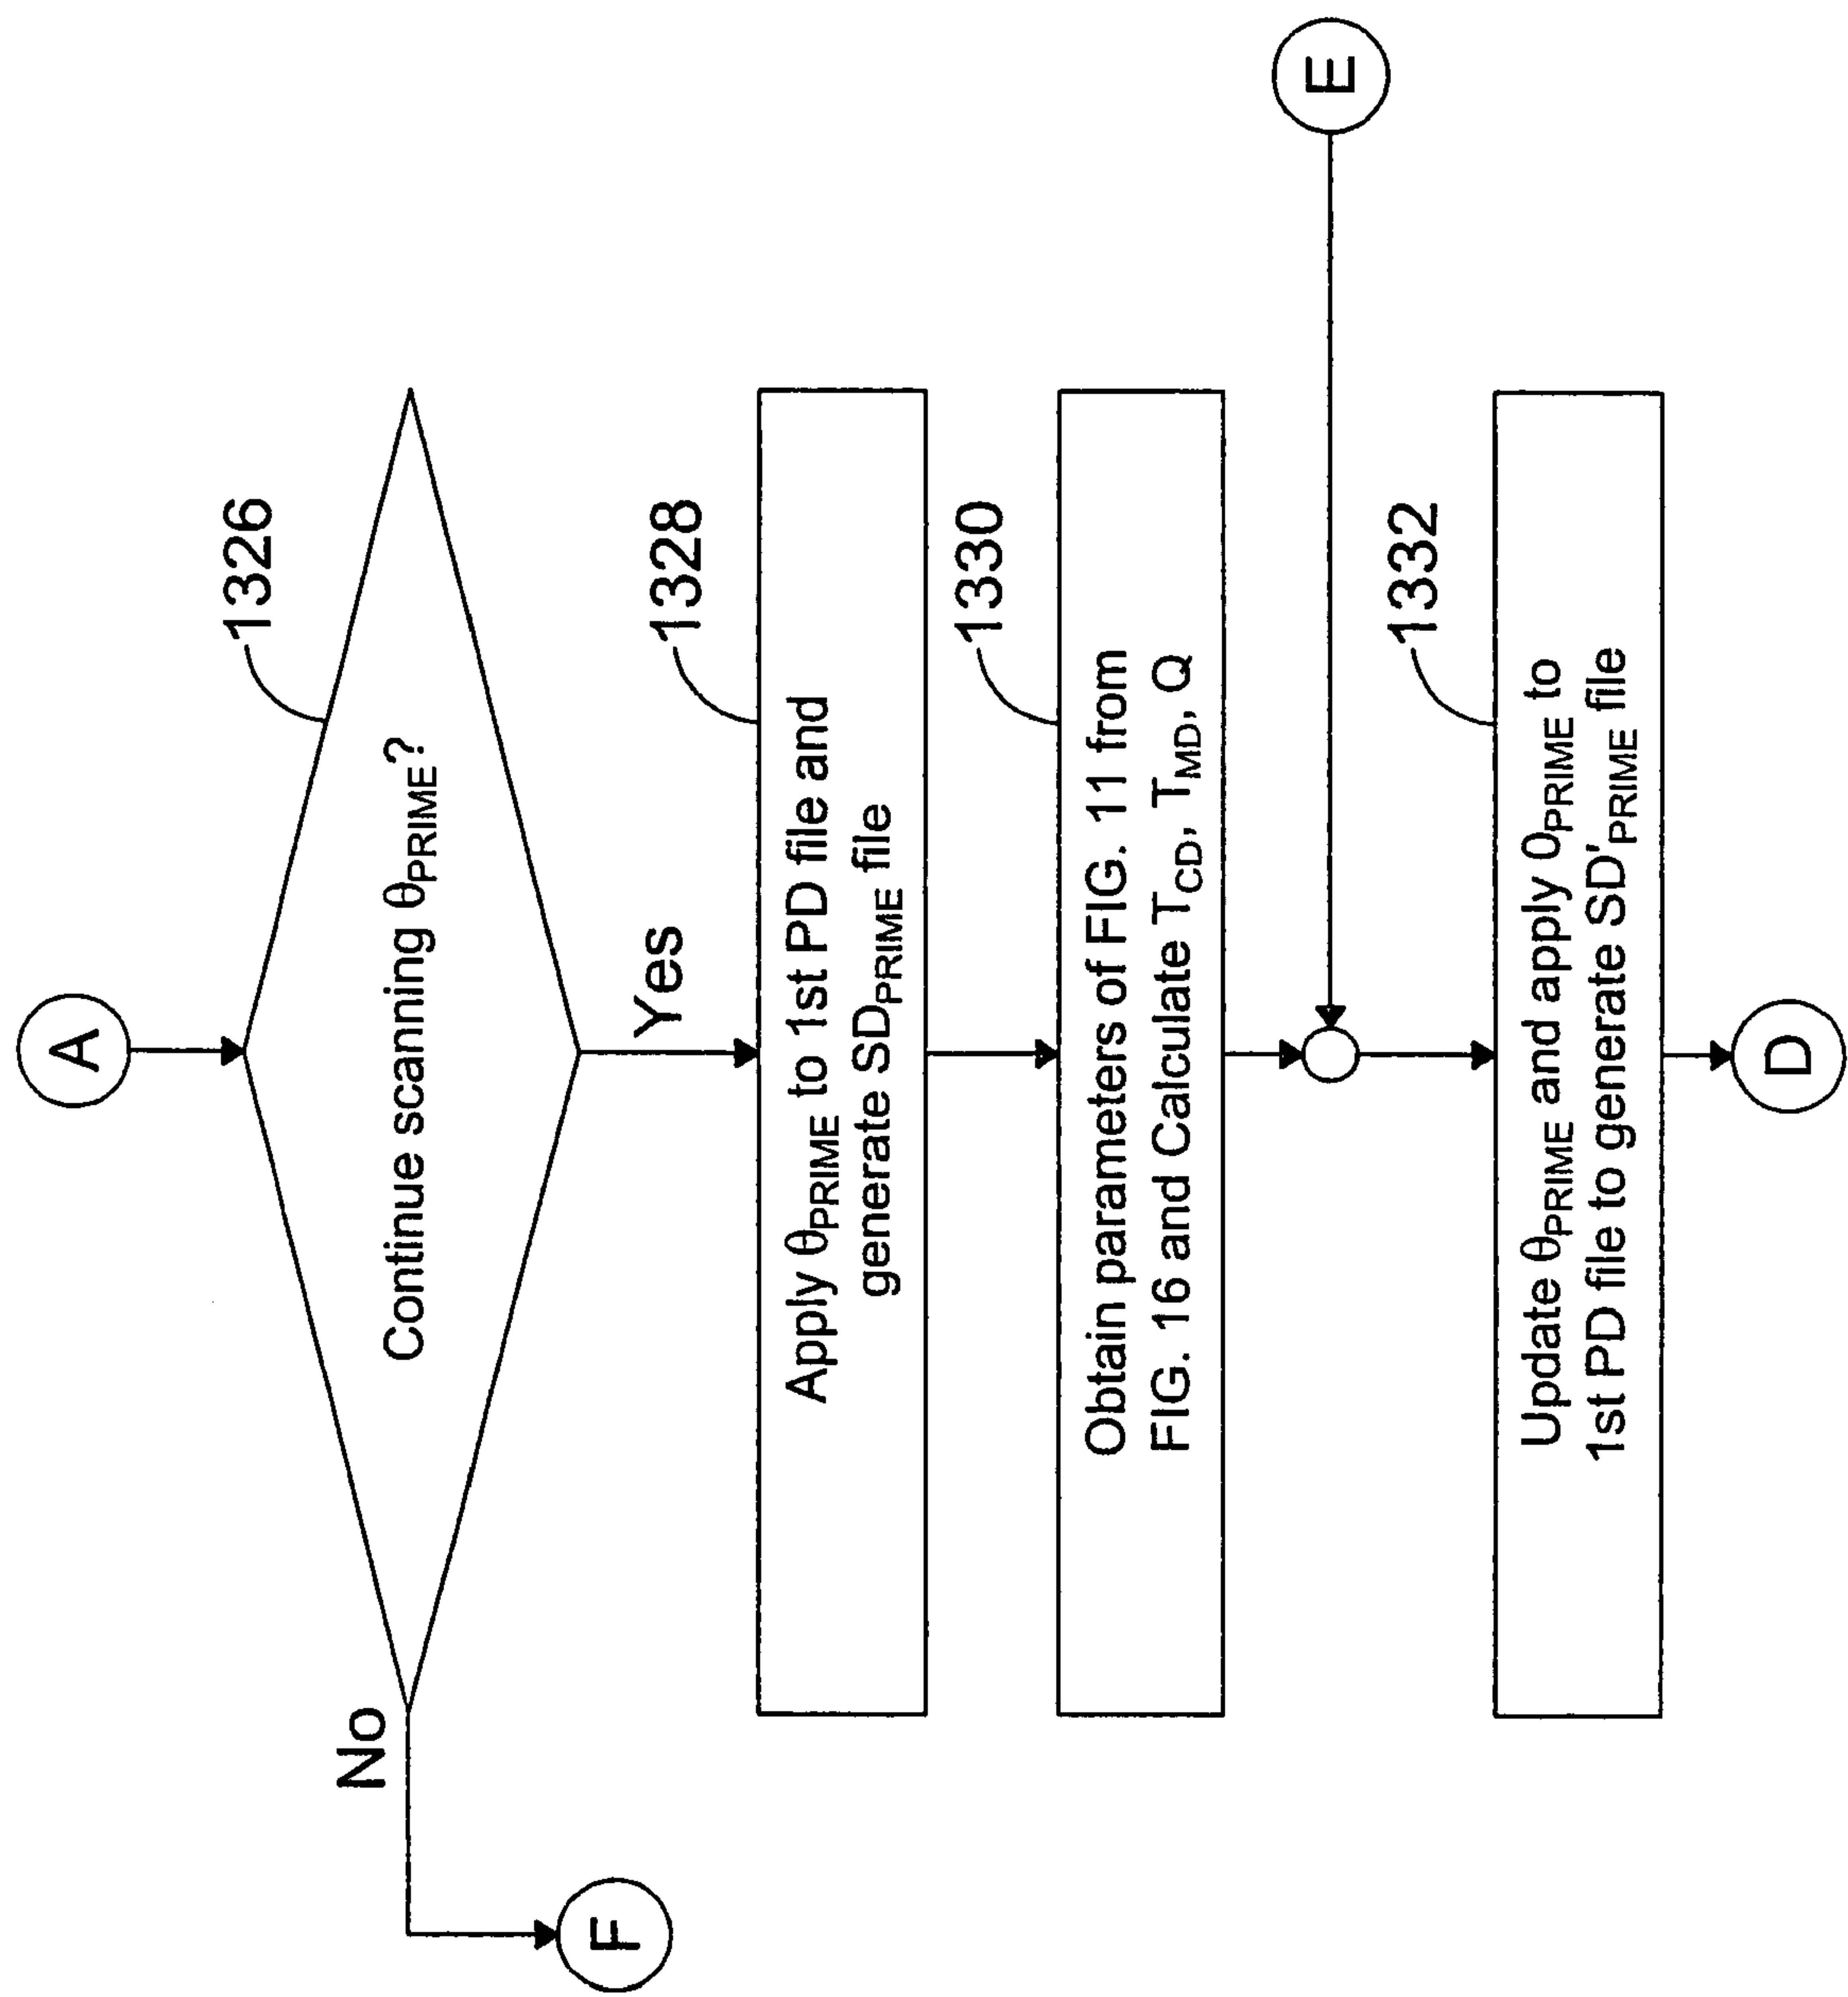 A
1326
Continue scanning θPRIME?
No
Yes
F
1328
Apply θPRIME to 1st PD file and
generate SDPRIME file
1330
Obtain parameters of FIG. 11 from
FIG. 16 and Calculate TCD, TMD, Q
E
1332
Update θPRIME and apply θPRIME to
1st PD file to generate SD'PRIME file
D